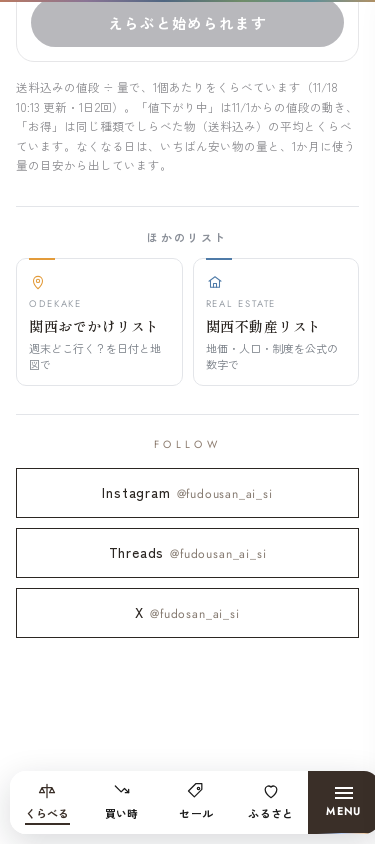 えらぶと始められます
送料込みの値段 ÷ 量で、1個あたりをくらべています（11/18
10:13 更新・1日2回）。「値下がり中」は11/1からの値段の動き、
「お得」は同じ種類でしらべた物（送料込み）の平均とくらべ
ています。なくなる日は、いちばん安い物の量と、1か月に使う
量の目安から出しています。
ほかのリスト
ODEKAKE
関西おでかけリスト
週末どこ行く？を日付と地
図で
REAL ESTATE
関西不動産リスト
地価・人口・制度を公式の
数字で
FOLLOW
Instagram @fudousan_ai_si
Threads @fudousan_ai_si
X @fudosan_ai_si
くらべる
買い時
セール
ふるさと
MENU